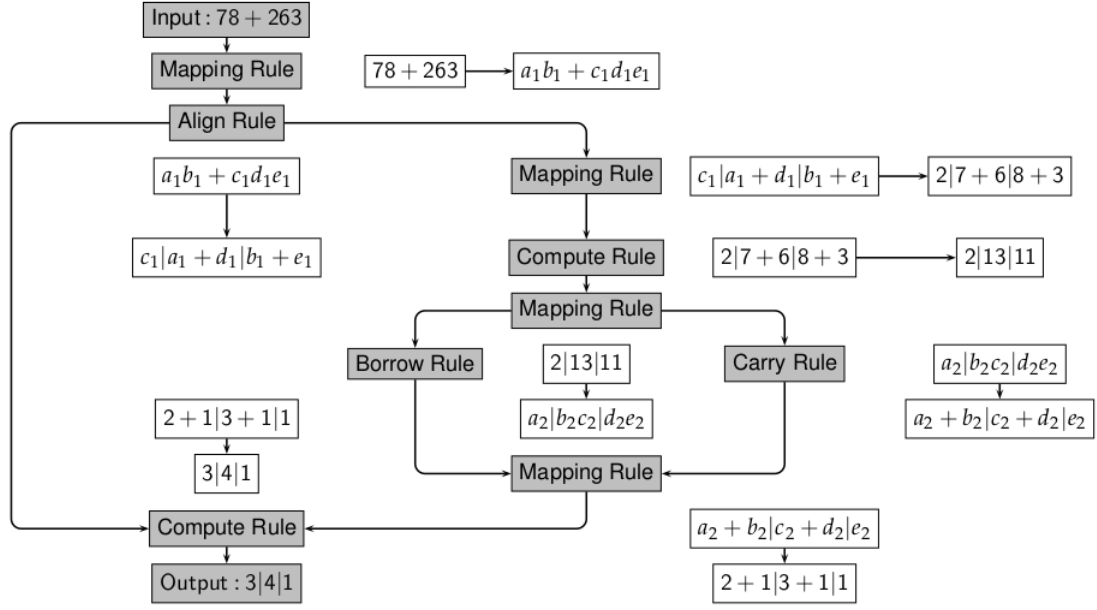 Input : 78 + 263
Mapping Rule
78 + 263
a₁b₁ + c₁d₁e₁
Align Rule
a₁b₁ + c₁d₁e₁
Mapping Rule
c₁|a₁ + d₁|b₁ + e₁
2|7 + 6|8 + 3
c₁|a₁ + d₁|b₁ + e₁
Compute Rule
2|7 + 6|8 + 3
2|13|11
Mapping Rule
Borrow Rule
2|13|11
Carry Rule
a₂|b₂c₂|d₂e₂
2 + 1|3 + 1|1
a₂|b₂c₂|d₂e₂
a₂ + b₂|c₂ + d₂|e₂
3|4|1
Mapping Rule
Compute Rule
a₂ + b₂|c₂ + d₂|e₂
Output : 3|4|1
2 + 1|3 + 1|1